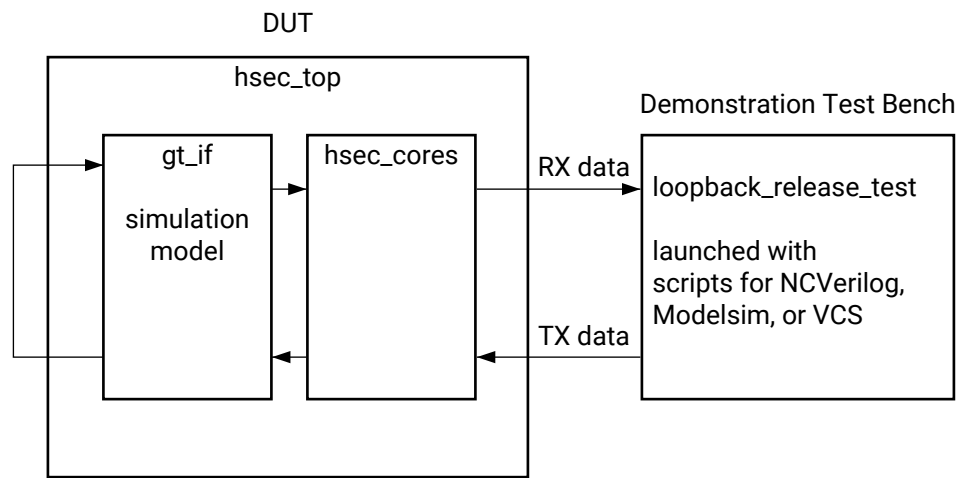 DUT
hsec_top
Demonstration Test Bench
gt_if
simulation
model
hsec_cores
RX data
TX data
loopback_release_test
launched with
scripts for NCVerilog,
Modelsim, or VCS